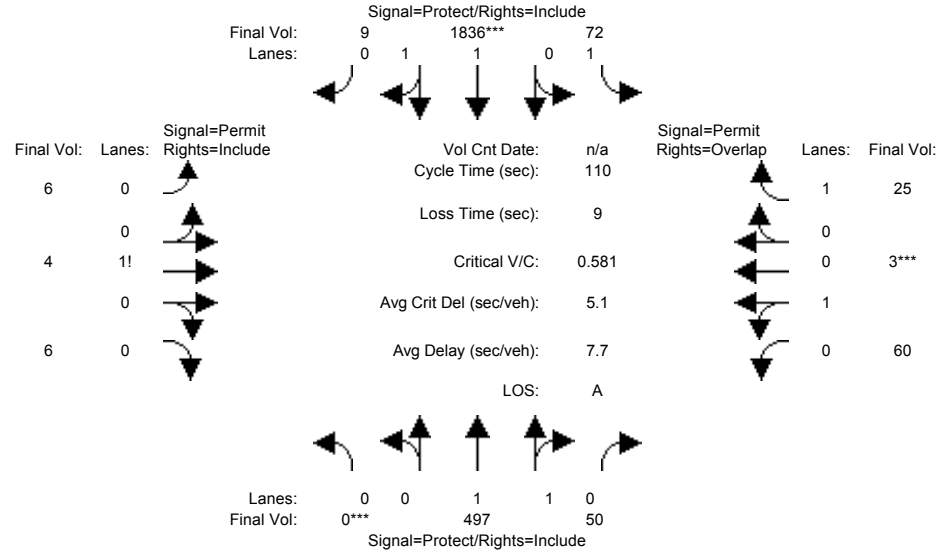 Signal=Protect/Rights=Include
Final Vol: 9 1836*** 72
Lanes: 0 1 1 0 1
Signal=Permit Signal=Permit
Final Vol: Lanes: Rights=Include Vol Cnt Date: n/a Rights=Overlap Lanes: Final Vol:
Cycle Time (sec): 110
6 0 1 25
Loss Time (sec): 9
0 0
4 1! Critical V/C: 0.581 0 3***
0 Avg Crit Del (sec/veh): 5.1 1
6 0 Avg Delay (sec/veh): 7.7 0 60
LOS: A
Lanes: 0 0 1 1 0
Final Vol: 0*** 497 50
Signal=Protect/Rights=Include